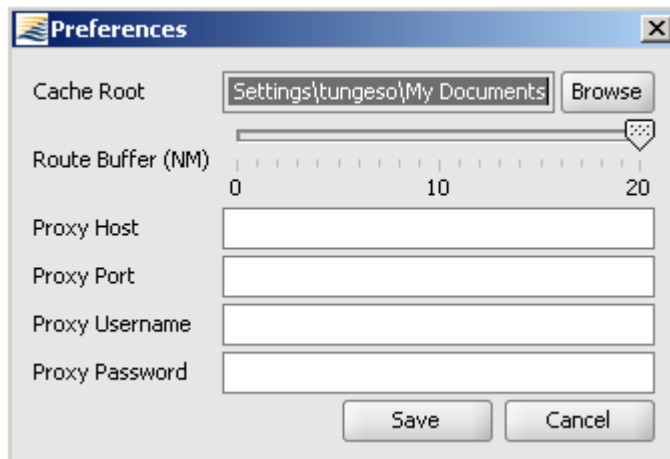 Preferences
Cache Root Settings\tungeso\My Documents Browse
Route Buffer (NM)
0 10 20
Proxy Host
Proxy Port
Proxy Username
Proxy Password
Save Cancel